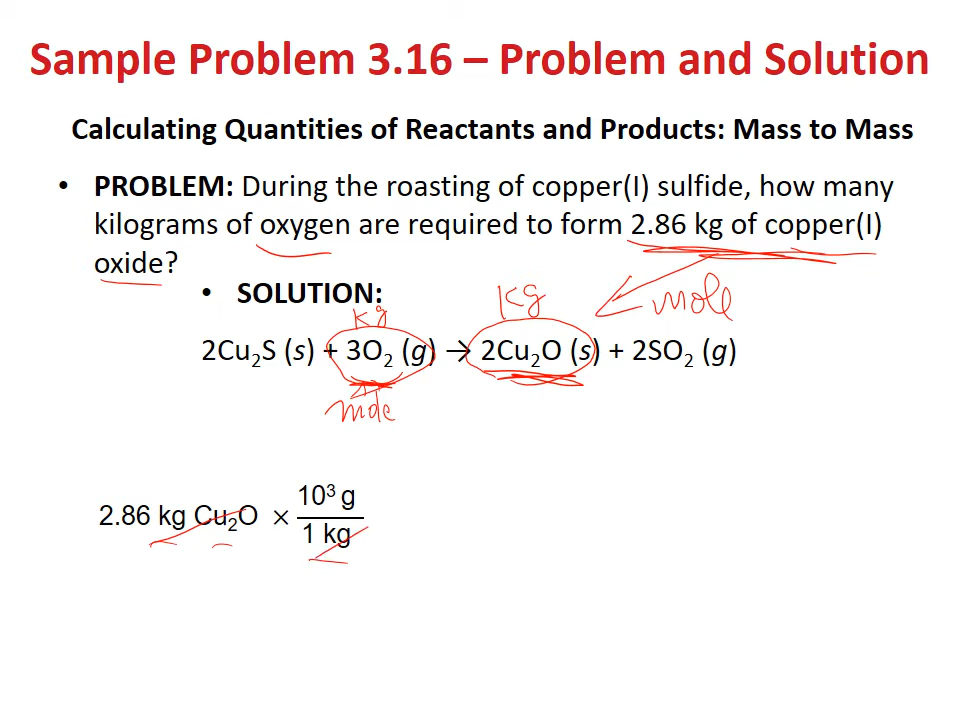 Sample Problem 3.16 – Problem and Solution
Calculating Quantities of Reactants and Products: Mass to Mass
• PROBLEM: During the roasting of copper(I) sulfide, how many
kilograms of oxygen are required to form 2.86 kg of copper(I)
oxide?
• SOLUTION:
kg
mole
kg
2Cu₂S (s) + 3O₂ (g) → 2Cu₂O (s) + 2SO₂ (g)
mole
2.86 kg Cu₂O × 10³ g
1 kg